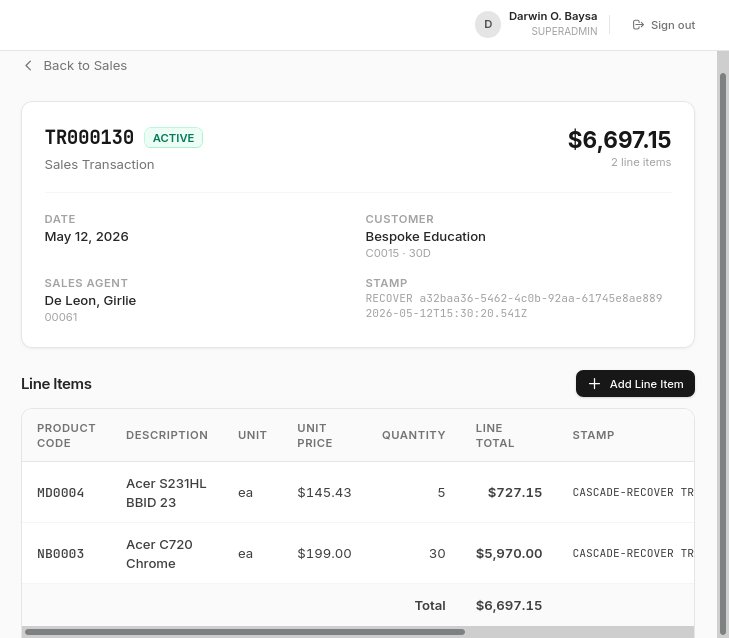 D
Darwin O. Baysa
SUPERADMIN
Sign out
Back to Sales
TR000130
ACTIVE
$6,697.15
Sales Transaction
2 line items
DATE
May 12, 2026
CUSTOMER
Bespoke Education
C0015 · 30D
SALES AGENT
De Leon, Girlie
00061
STAMP
RECOVER a32baa36-5462-4c0b-92aa-61745e8ae889
2026-05-12T15:30:20.541Z
Line Items
Add Line Item
PRODUCT
CODE
DESCRIPTION
UNIT
UNIT
PRICE
QUANTITY
LINE
TOTAL
STAMP
MD0004
Acer S231HL
BBID 23
ea
$145.43
5
$727.15
CASCADE-RECOVER TR
NB0003
Acer C720
Chrome
ea
$199.00
30
$5,970.00
CASCADE-RECOVER TR
Total
$6,697.15